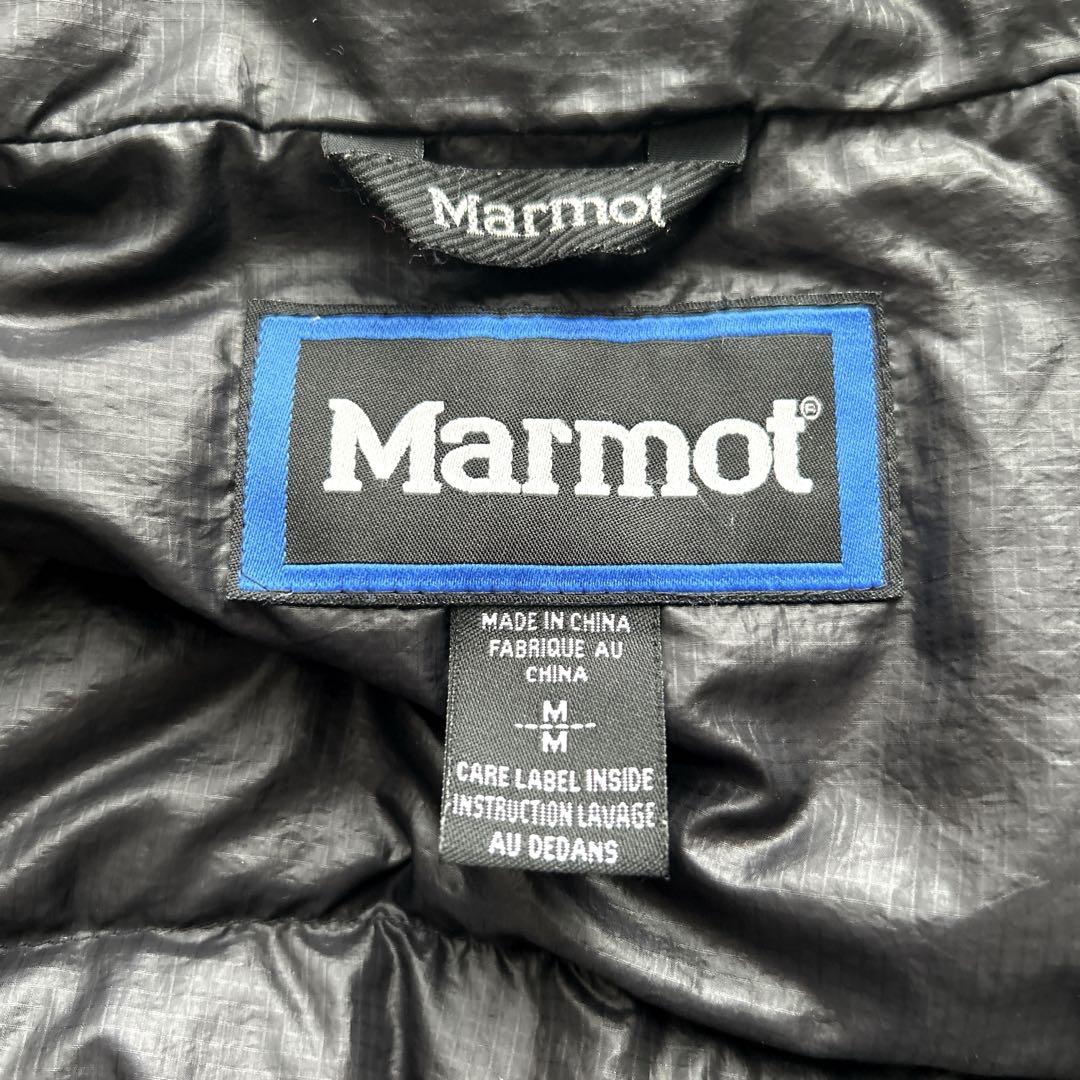 Marmot
Marmot®
MADE IN CHINA
FABRIQUE AU
CHINA
M
M
CARE LABEL INSIDE
INSTRUCTION LAVAGE
AU DEDANS